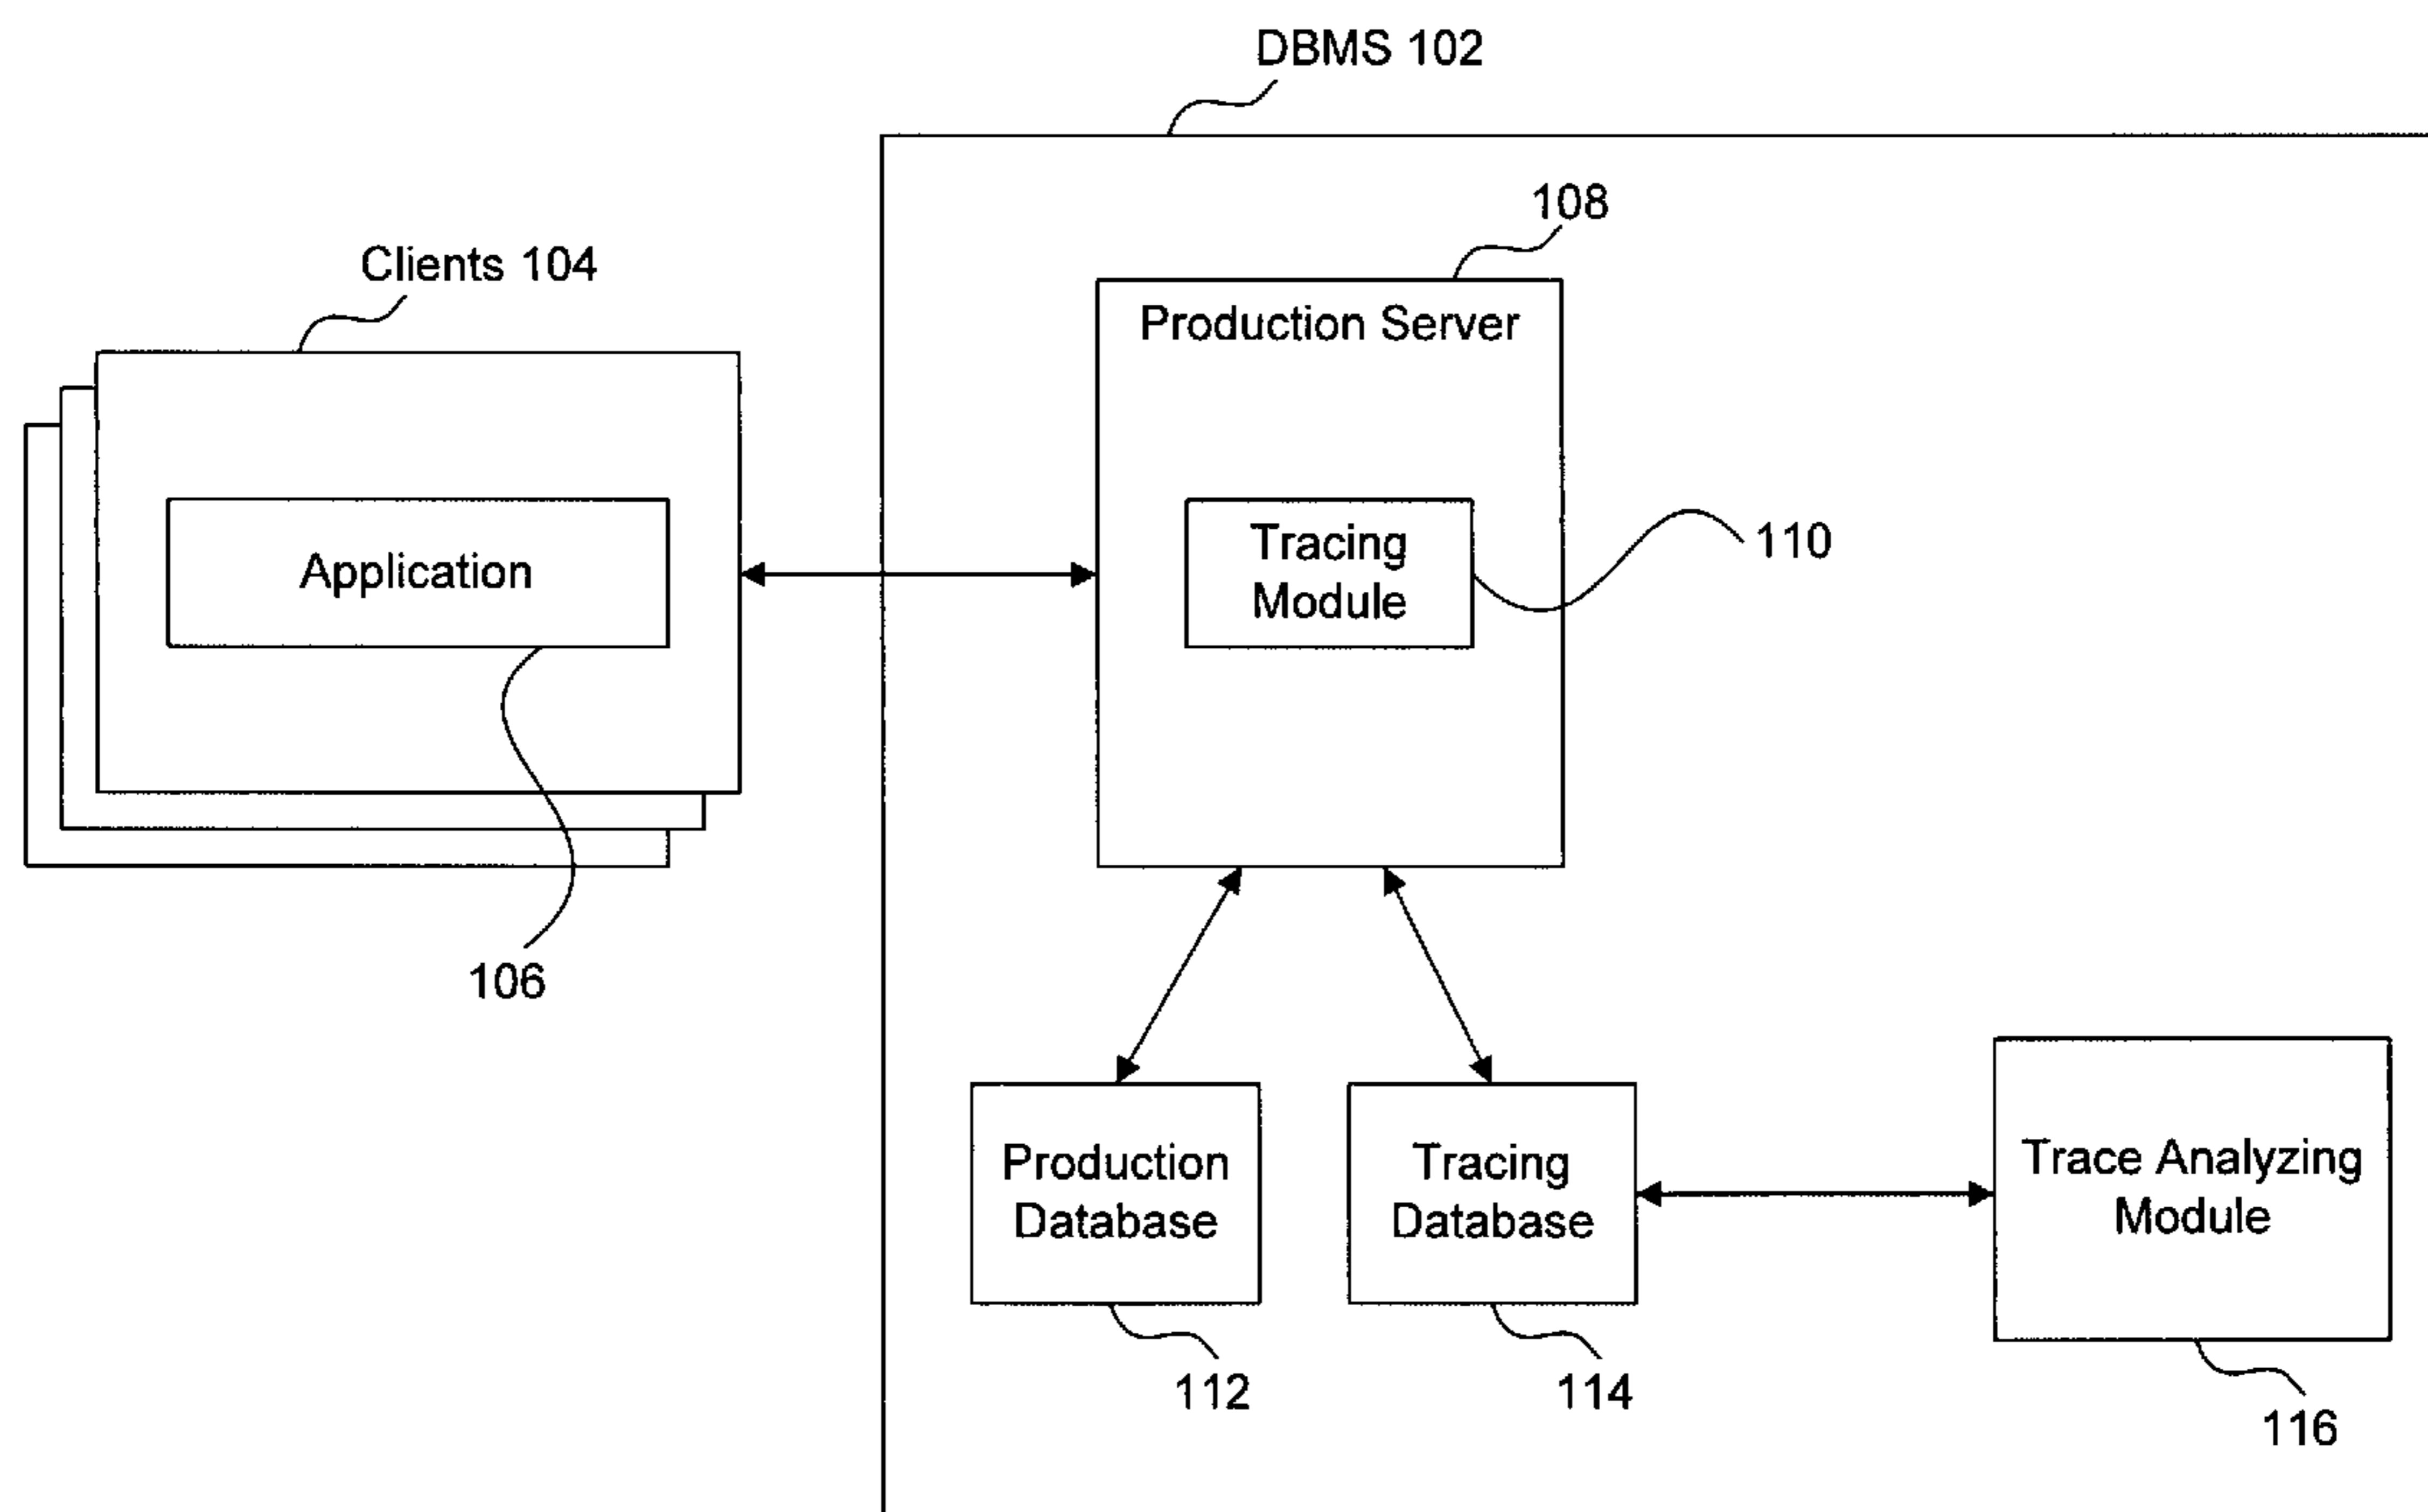 DBMS 102
108
Clients 104
Production Server
Application
Tracing
Module
110
106
Production
Database
Tracing
Database
Trace Analyzing
Module
112
114
116